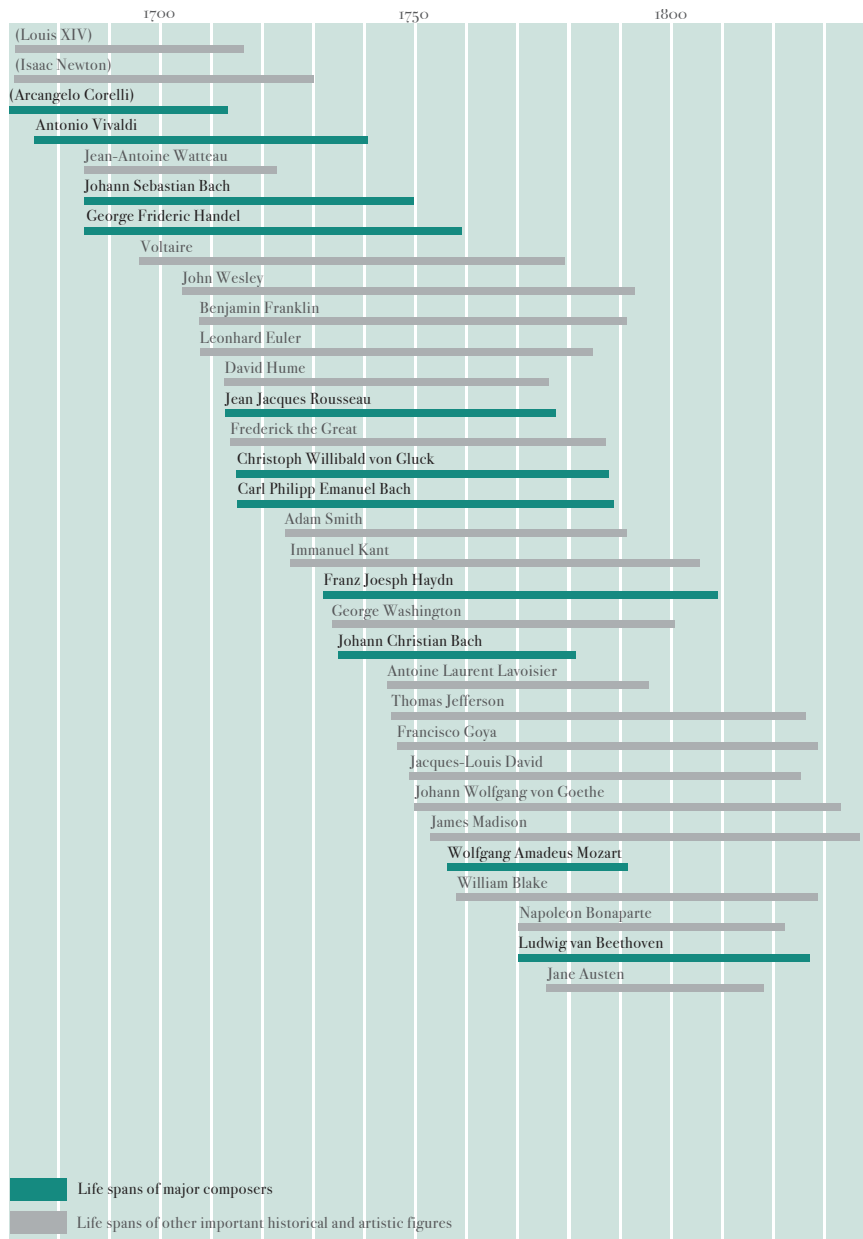 1700 1750 1800
(Louis XIV)
(Isaac Newton)
(Arcangelo Corelli)
Antonio Vivaldi
Jean-Antoine Watteau
Johann Sebastian Bach
George Frideric Handel
Voltaire
John Wesley
Benjamin Franklin
Leonhard Euler
David Hume
Jean Jacques Rousseau
Frederick the Great
Christoph Willibald von Gluck
Carl Philipp Emanuel Bach
Adam Smith
Immanuel Kant
Franz Joesph Haydn
George Washington
Johann Christian Bach
Antoine Laurent Lavoisier
Thomas Jefferson
Francisco Goya
Jacques-Louis David
Johann Wolfgang von Goethe
James Madison
Wolfgang Amadeus Mozart
William Blake
Napoleon Bonaparte
Ludwig van Beethoven
Jane Austen
Life spans of major composers
Life spans of other important historical and artistic figures